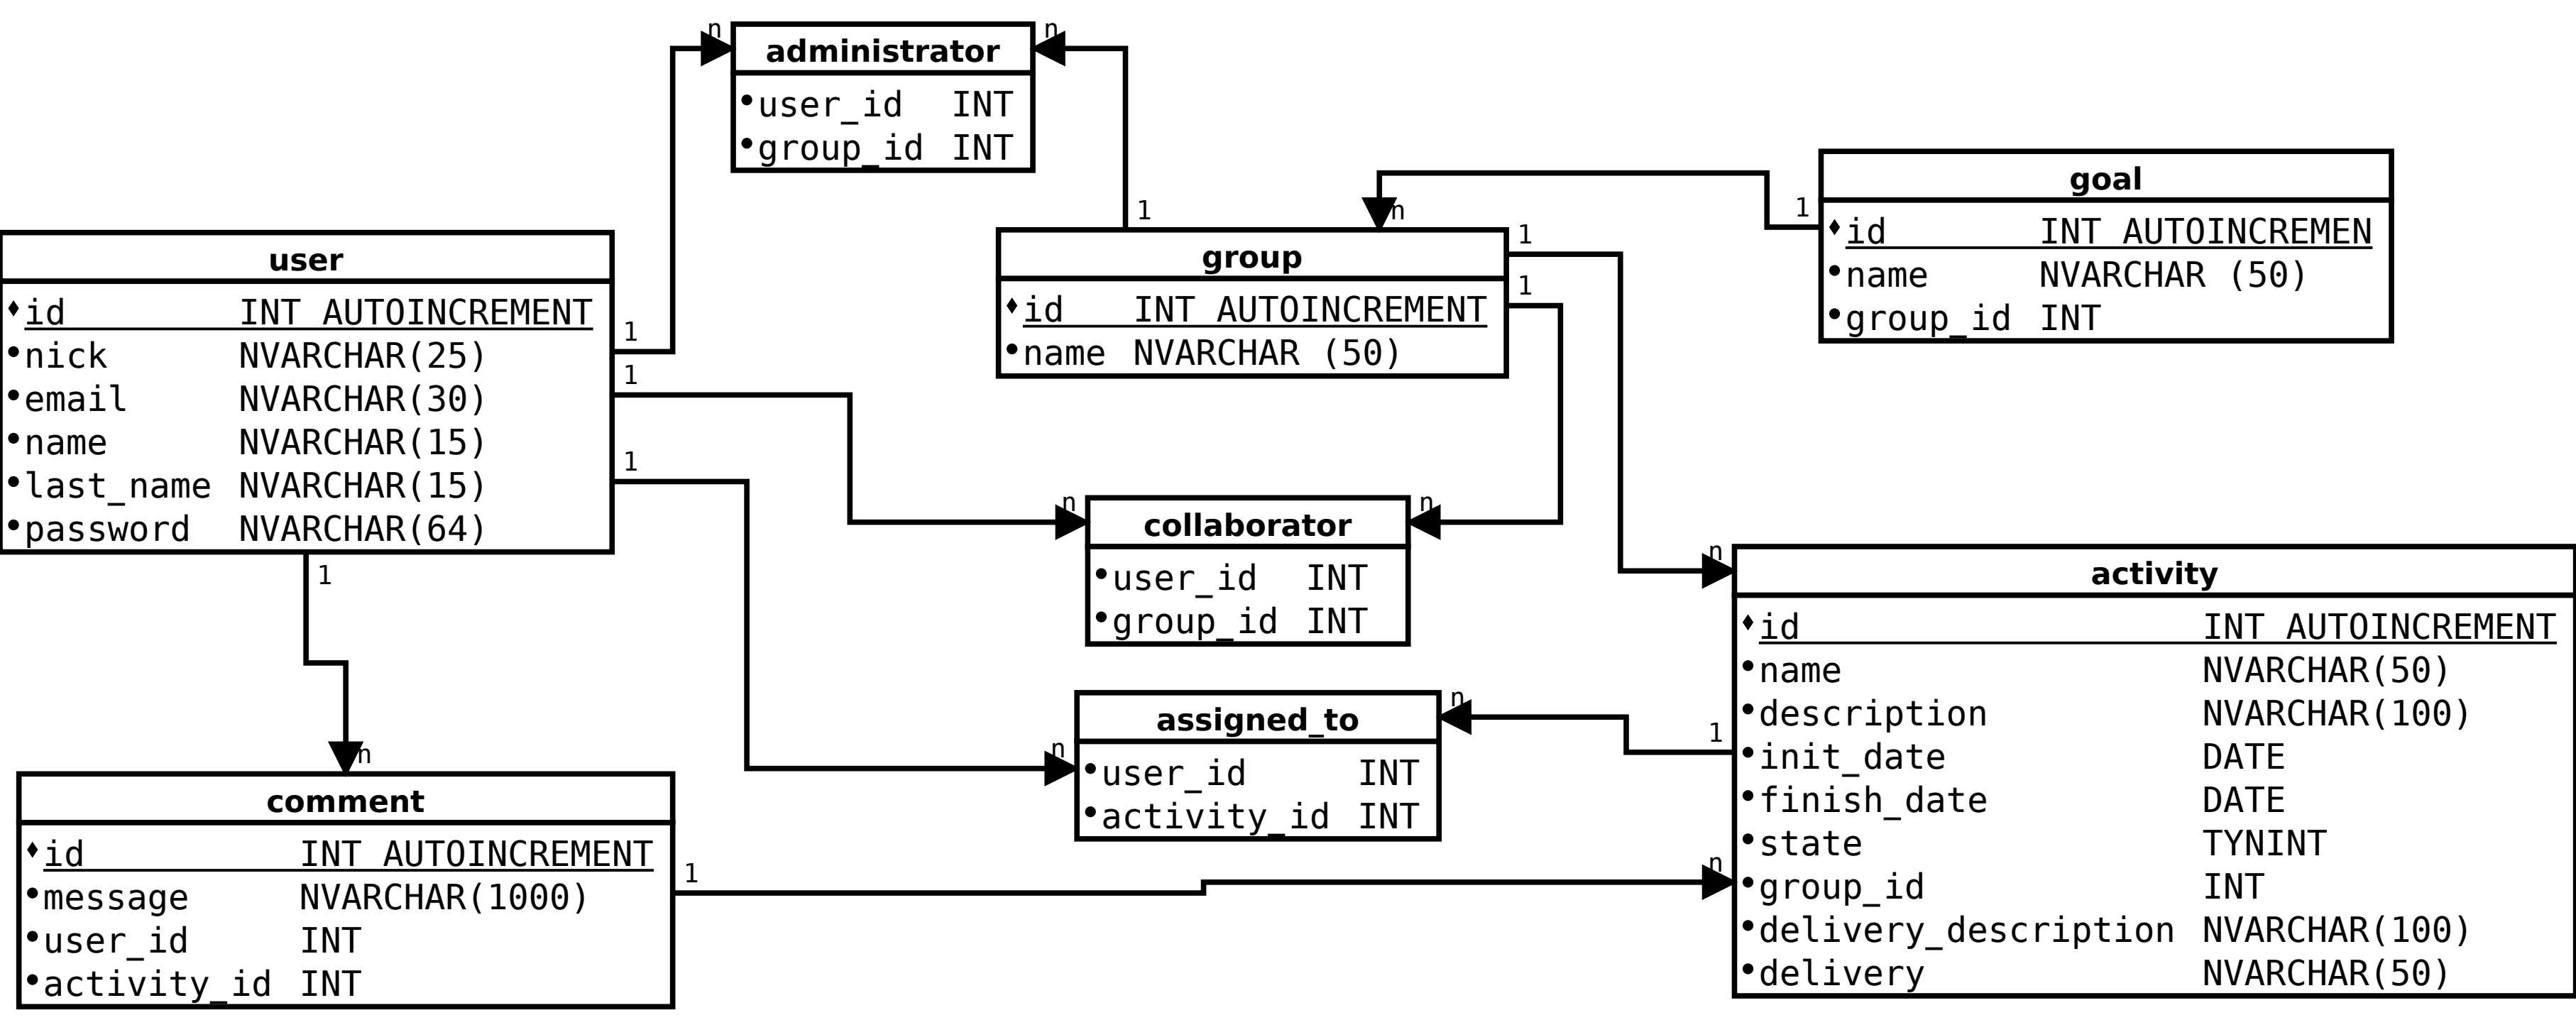 n
n
administrator
user_id INT
group_id INT
1
1
n
goal
id INT AUTOINCREMEN
name NVARCHAR (50)
group_id INT
user
id INT AUTOINCREMENT
nick NVARCHAR(25)
email NVARCHAR(30)
name NVARCHAR(15)
last_name NVARCHAR(15)
password NVARCHAR(64)
1
1
1
1
group
id INT AUTOINCREMENT
name NVARCHAR (50)
1
1
n
n
collaborator
user_id INT
group_id INT
n
activity
id INT AUTOINCREMENT
name NVARCHAR(50)
description NVARCHAR(100)
init_date DATE
finish_date DATE
state TYNINT
group_id INT
delivery_description NVARCHAR(100)
delivery NVARCHAR(50)
n
n
1
assigned_to
user_id INT
activity_id INT
n
comment
id INT AUTOINCREMENT
message NVARCHAR(1000)
user_id INT
activity_id INT
1
n